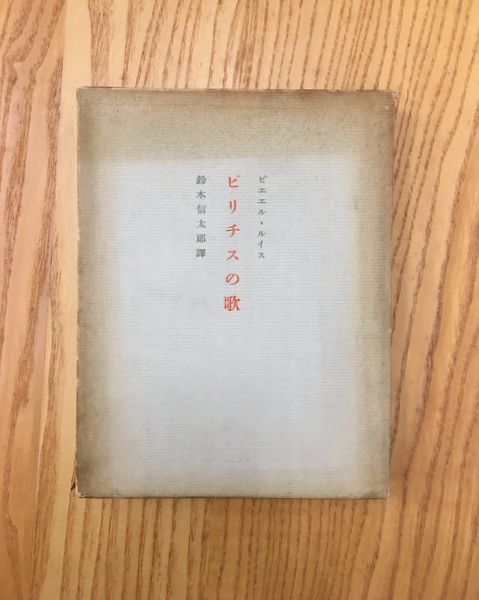 ピエエル・ルイス
ビリチスの歌
鈴木信太郎譯